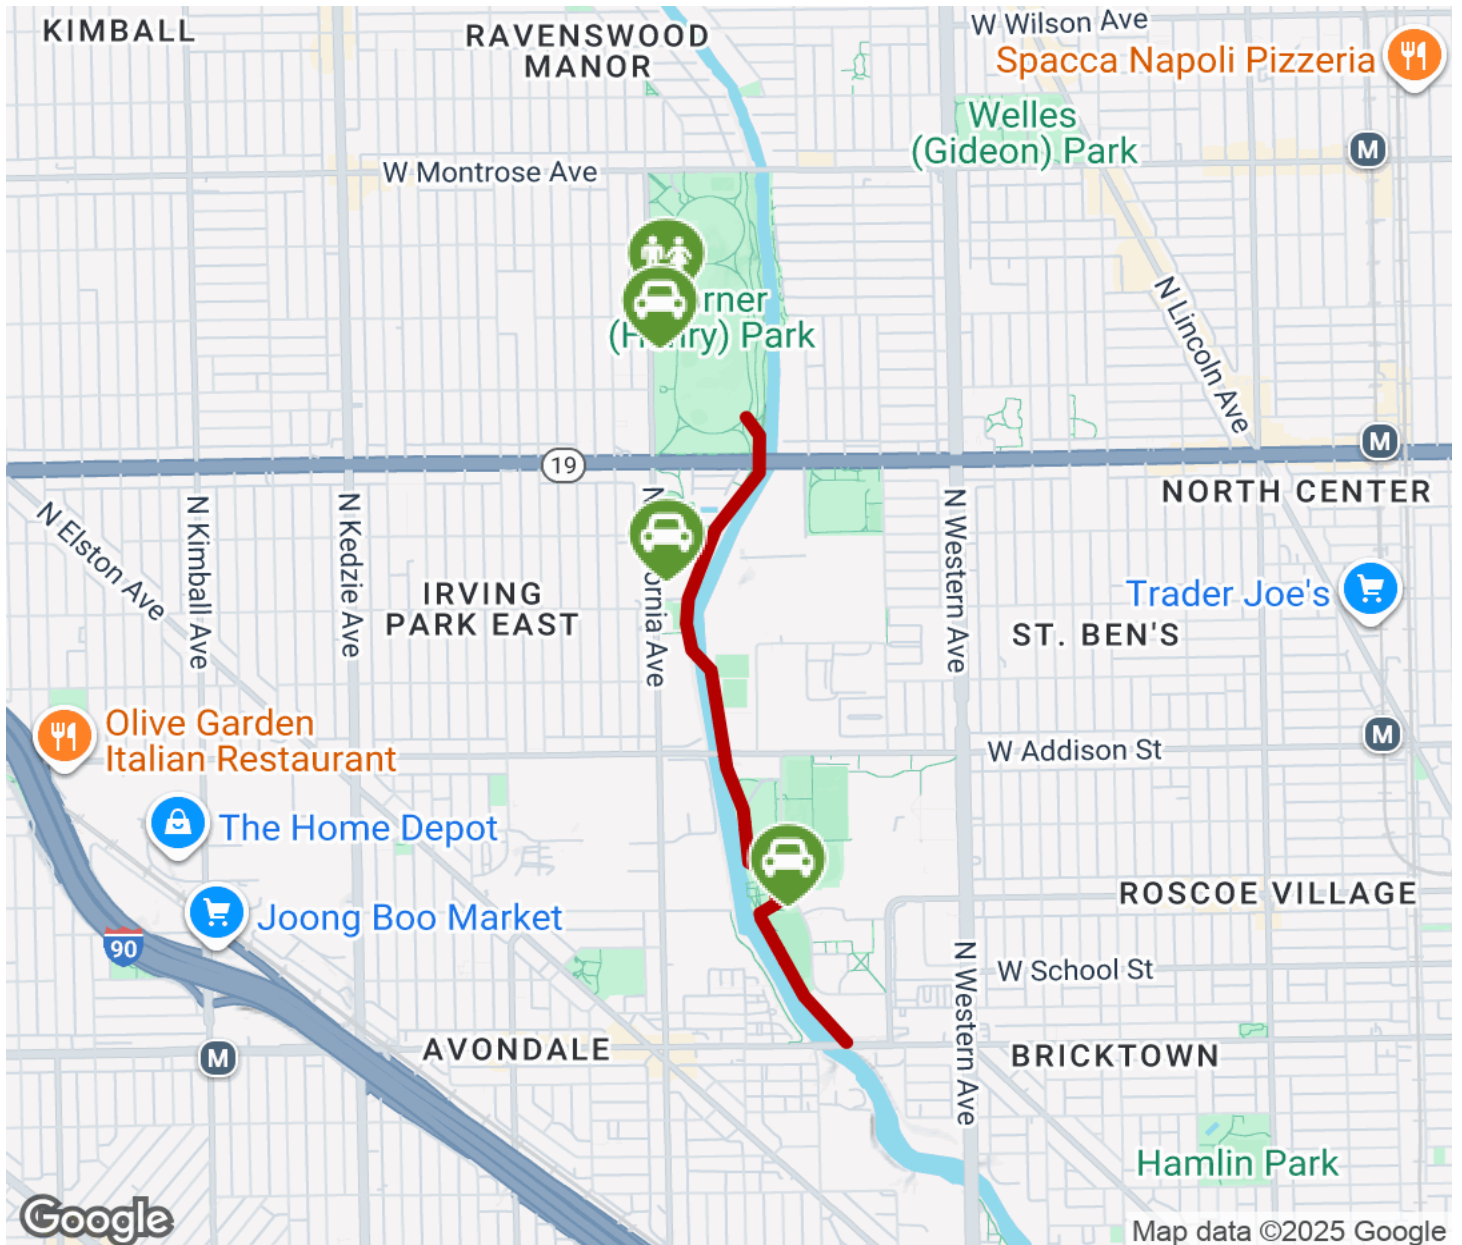 KIMBALL
RAVENSWOOD
MANOR
W Wilson Ave
Spacca Napoli Pizzeria
Welles
(Gideon) Park
M
W Montrose Ave
rner
(H nry) Park
N Lincoln Ave
19
M
NORTH CENTER
N Elston Ave
N Kimball Ave
N Kedzie Ave
N
ornia Ave
N Western Ave
IRVING
PARK EAST
Trader Joe's
ST. BEN'S
Olive Garden
Italian Restaurant
W Addison St
M
The Home Depot
ROSCOE VILLAGE
Joong Boo Market
90
N Western Ave
W School St
AVONDALE
M
BRICKTOWN
Hamlin Park
Google
Map data ©2025 Google